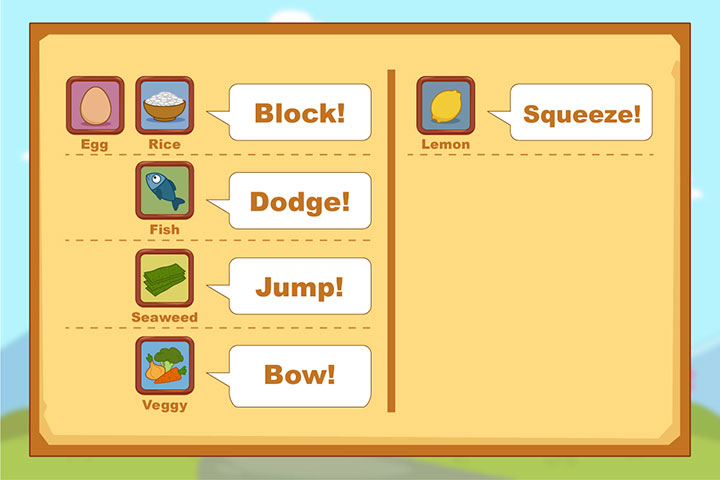 Block!
Egg Rice
Dodge!
Fish
Jump!
Seaweed
Bow!
Veggy
Squeeze!
Lemon